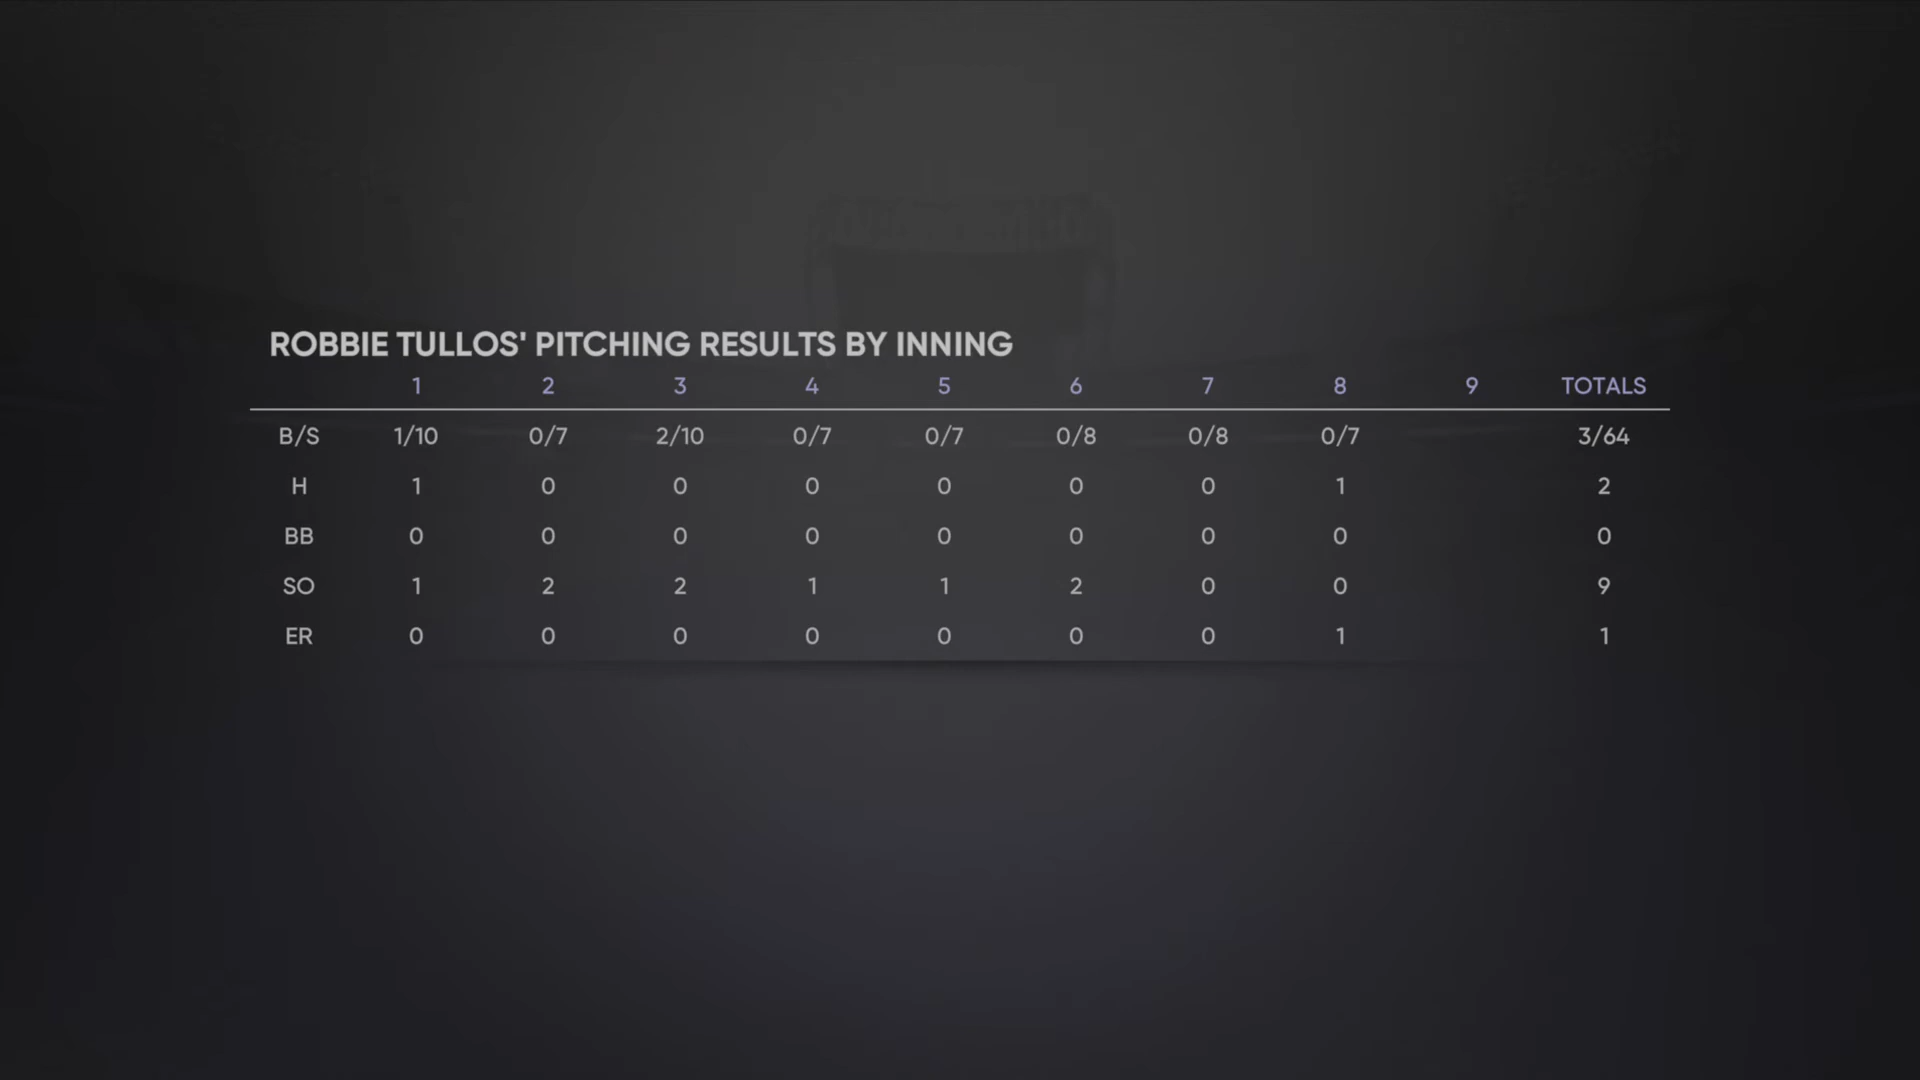 ROBBIE TULLOS' PITCHING RESULTS BY INNING
1 2 3 4 5 6 7 8 9 TOTALS
B/S 1/10 0/7 2/10 0/7 0/7 0/8 0/8 0/7 3/64
H 1 0 0 0 0 0 0 1 2
BB 0 0 0 0 0 0 0 0 0
SO 1 2 2 1 1 2 0 0 9
ER 0 0 0 0 0 0 0 1 1